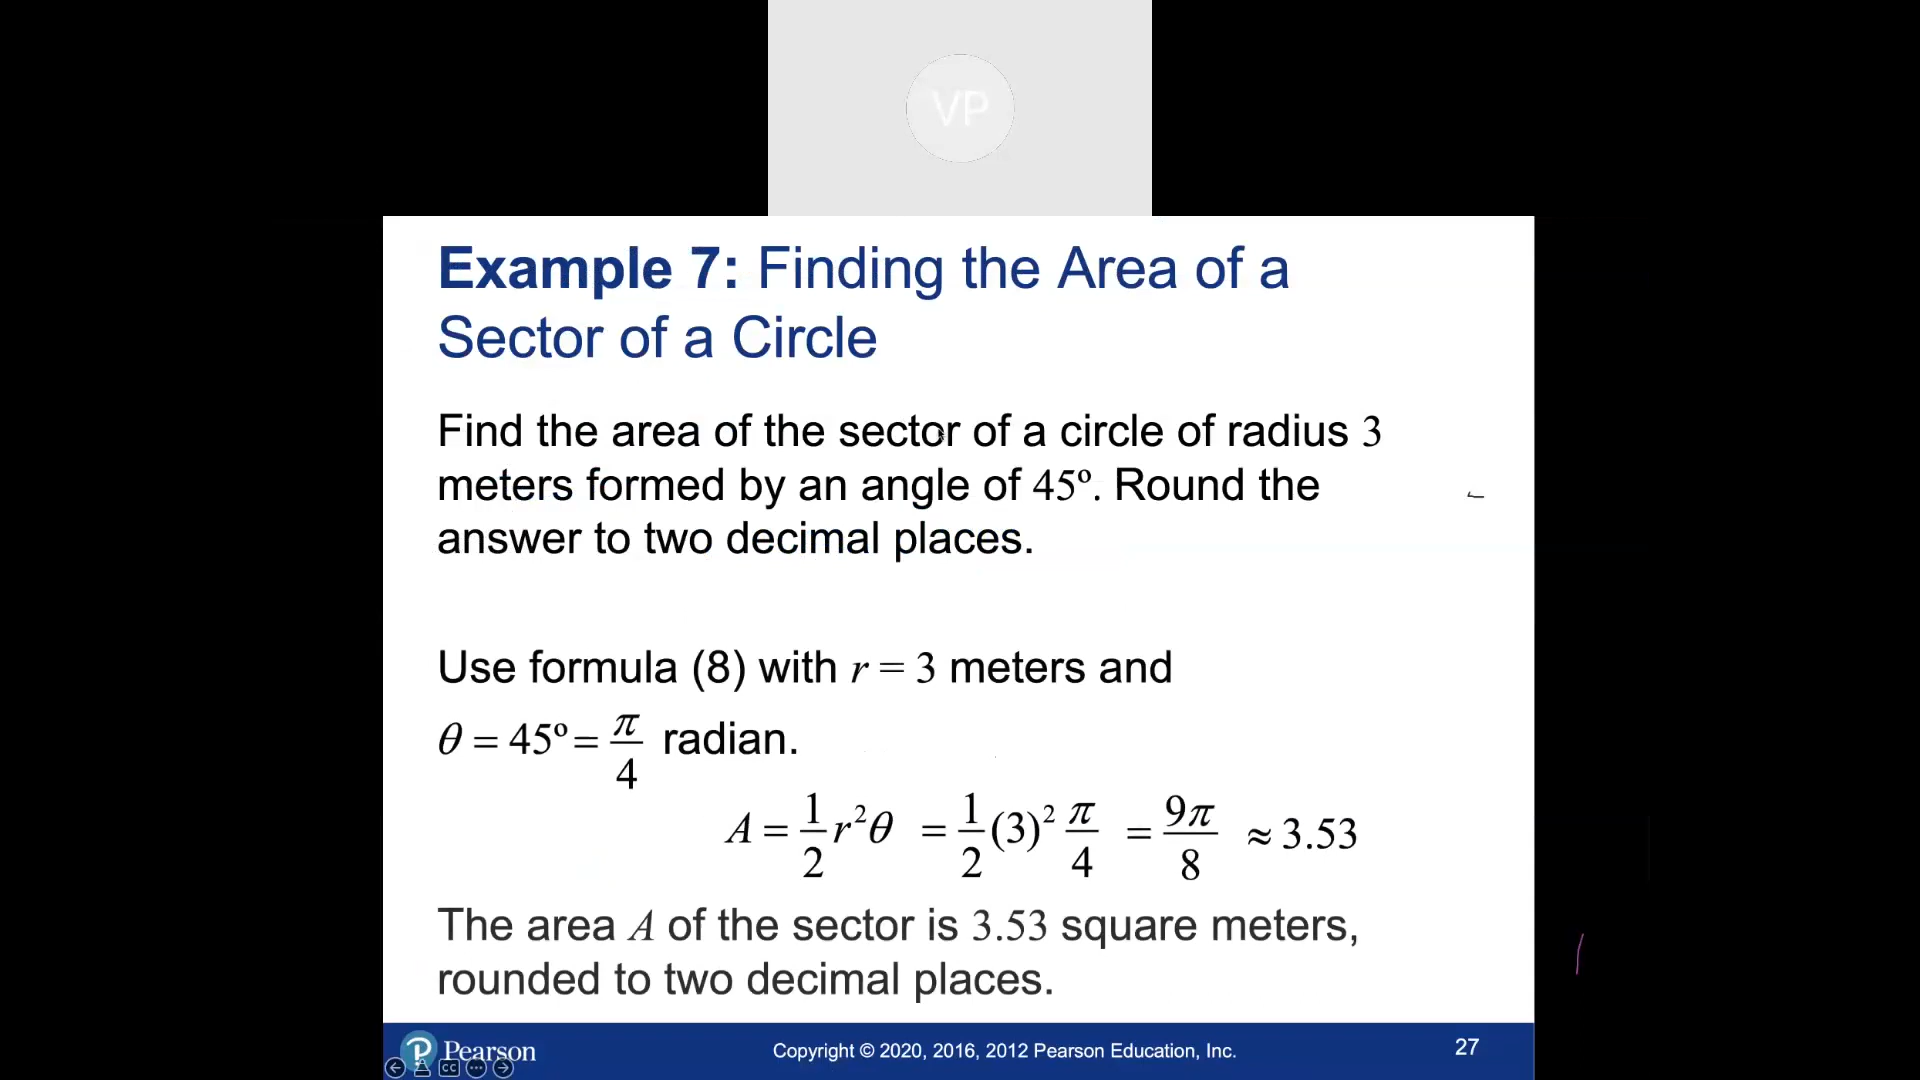 VP
Example 7: Finding the Area of a
Sector of a Circle
Find the area of the sector of a circle of radius 3
meters formed by an angle of 45º. Round the
answer to two decimal places.
Use formula (8) with r = 3 meters and
θ = 45º = π/4 radian.
A = 1/2 r²θ = 1/2 (3)² π/4 = 9π/8 ≈ 3.53
The area A of the sector is 3.53 square meters,
rounded to two decimal places.
P Pearson
Copyright © 2020, 2016, 2012 Pearson Education, Inc.
27
CC